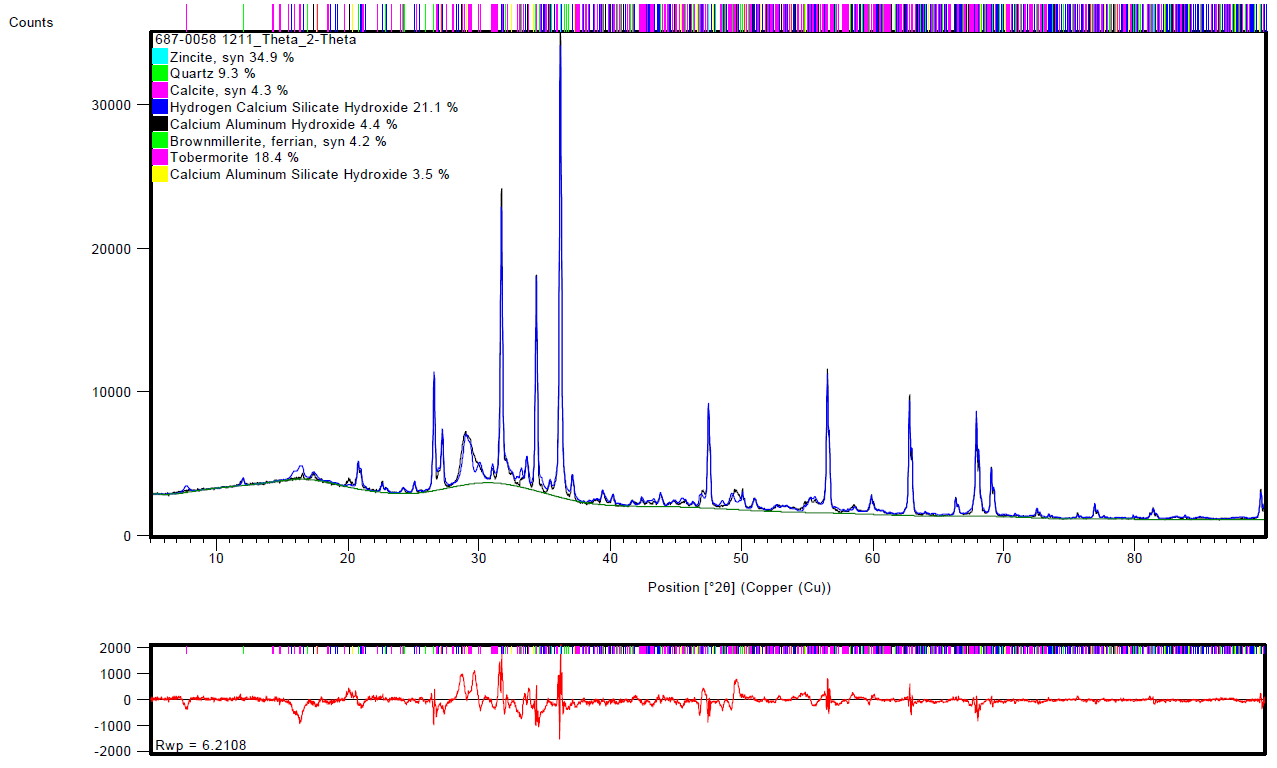 Counts
687-0058 1211_Theta_2-Theta
Zincite, syn 34.9 %
Quartz 9.3 %
Calcite, syn 4.3 %
Hydrogen Calcium Silicate Hydroxide 21.1 %
Calcium Aluminum Hydroxide 4.4 %
Brownmillerite, ferrian, syn 4.2 %
Tobermorite 18.4 %
Calcium Aluminum Silicate Hydroxide 3.5 %
30000
20000
10000
0
10 20 30 40 50 60 70 80
Position [°2θ] (Copper (Cu))
2000
1000
0
-1000
-2000
Rwp = 6.2108